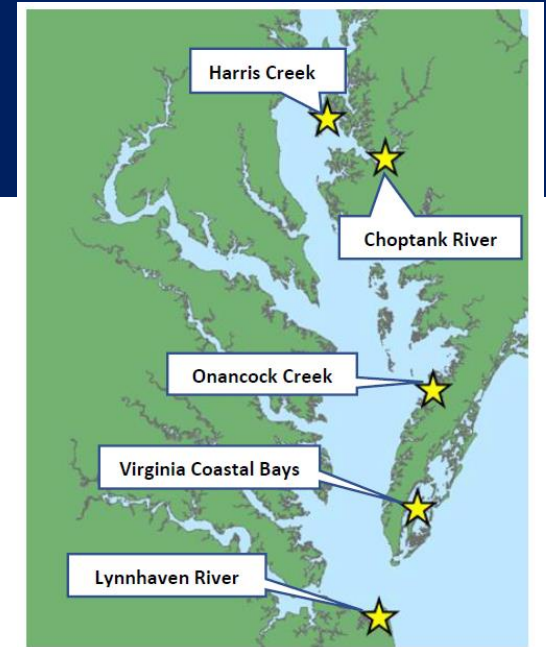 Harris Creek
Choptank River
Onancock Creek
Virginia Coastal Bays
Lynnhaven River